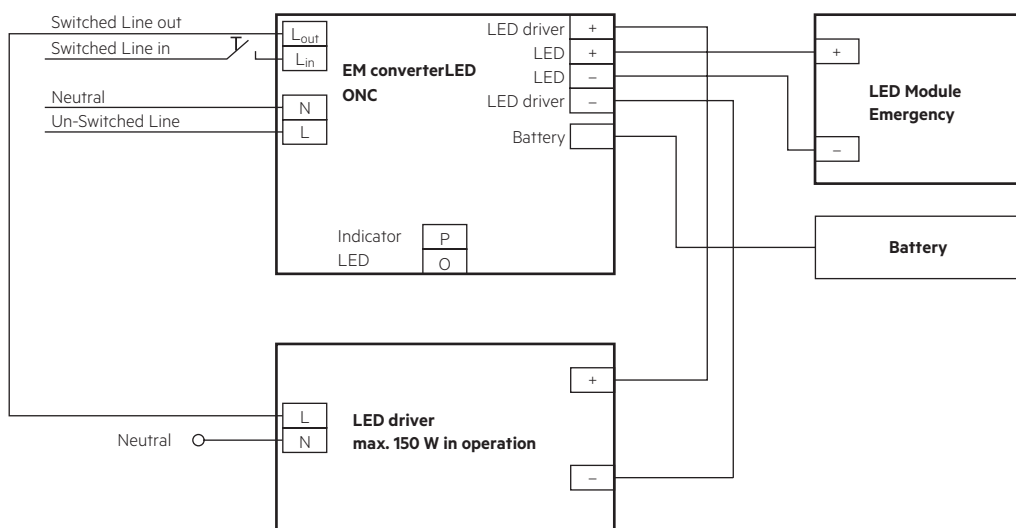 Switched Line out
Switched Line in
Neutral
Un-Switched Line
Lout
Lin
N
L
EM converterLED
ONC
LED driver +
LED +
LED –
LED driver –
Battery
Indicator P
LED O
+
–
LED Module
Emergency
Battery
L
N
Neutral
LED driver
max. 150 W in operation
+
–